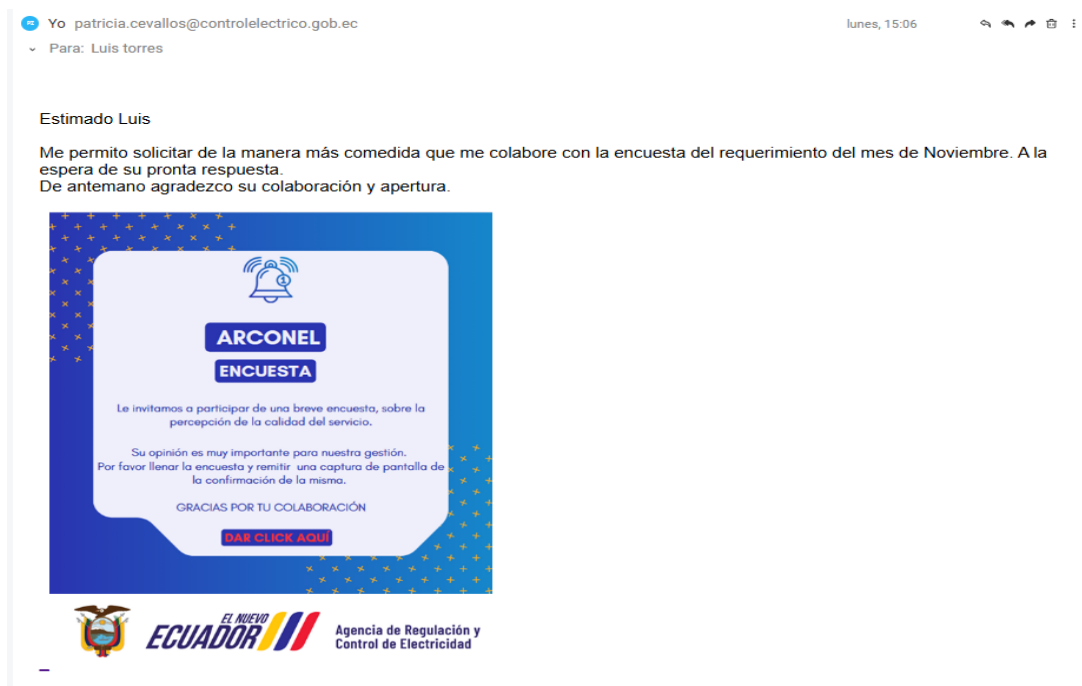 Yo patricia.cevallos@controlelectrico.gob.ec lunes, 15:06
Para: Luis torres
Estimado Luis
Me permito solicitar de la manera más comedida que me colabore con la encuesta del requerimiento del mes de Noviembre. A la
espera de su pronta respuesta.
De antemano agradezco su colaboración y apertura.
1
ARCONEL
ENCUESTA
Le invitamos a participar de una breve encuesta, sobre la
percepción de la calidad del servicio.
Su opinión es muy importante para nuestra gestión.
Por favor llenar la encuesta y remitir una captura de pantalla de
la confirmación de la misma.
GRACIAS POR TU COLABORACIÓN
DAR CLICK AQUÍ
EL NUEVO
ECUADOR
Agencia de Regulación y
Control de Electricidad